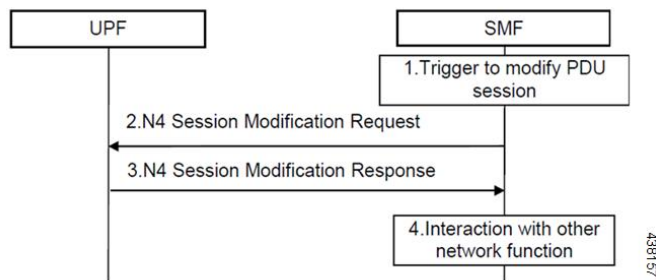 UPF
SMF
1.Trigger to modify PDU
session
2.N4 Session Modification Request
3.N4 Session Modification Response
4.Interaction with other
network function
438157